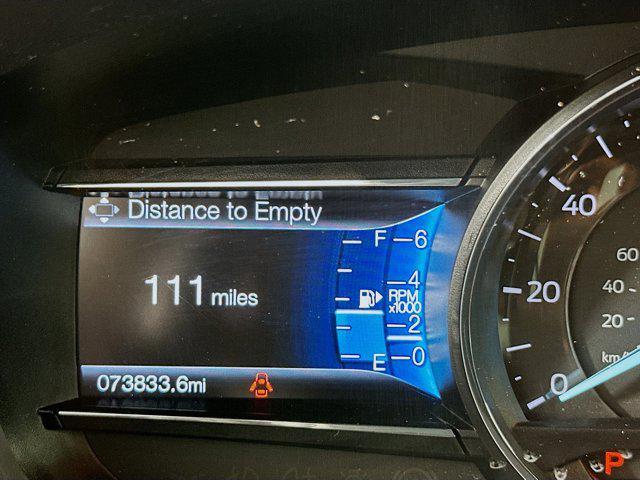 Distance to Empty
111 miles
F
6
4
RPM
x1000
2
E
0
073833.6mi
40
20
0
60
40
20
km/
P